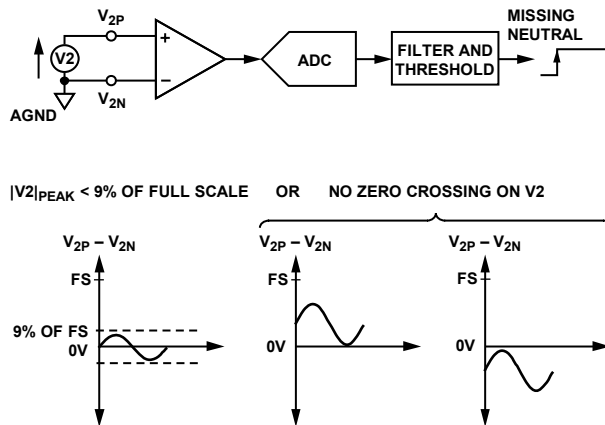 V2P
V2
+
−
V2N
AGND
ADC
FILTER AND
THRESHOLD
MISSING
NEUTRAL
|V2|PEAK < 9% OF FULL SCALE OR NO ZERO CROSSING ON V2
V2P – V2N
FS
9% OF FS
0V
V2P – V2N
FS
0V
V2P – V2N
FS
0V